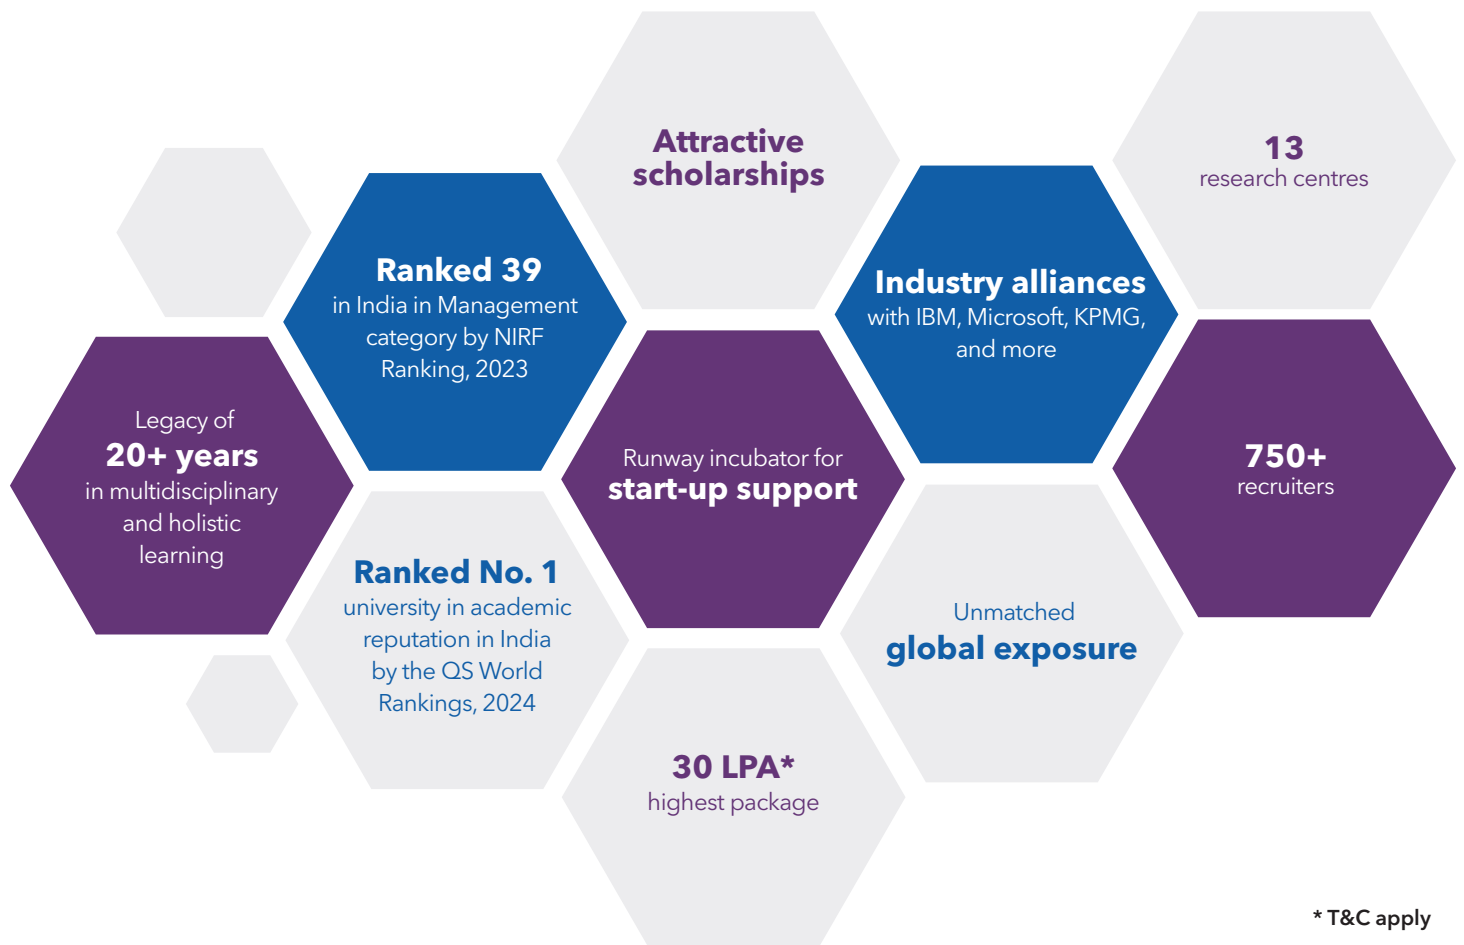 Attractive
scholarships
13
research centres
Ranked 39
in India in Management
category by NIRF
Ranking, 2023
Industry alliances
with IBM, Microsoft, KPMG,
and more
Legacy of
20+ years
in multidisciplinary
and holistic
learning
Runway incubator for
start-up support
750+
recruiters
Ranked No. 1
university in academic
reputation in India
by the QS World
Rankings, 2024
Unmatched
global exposure
30 LPA*
highest package
* T&C apply